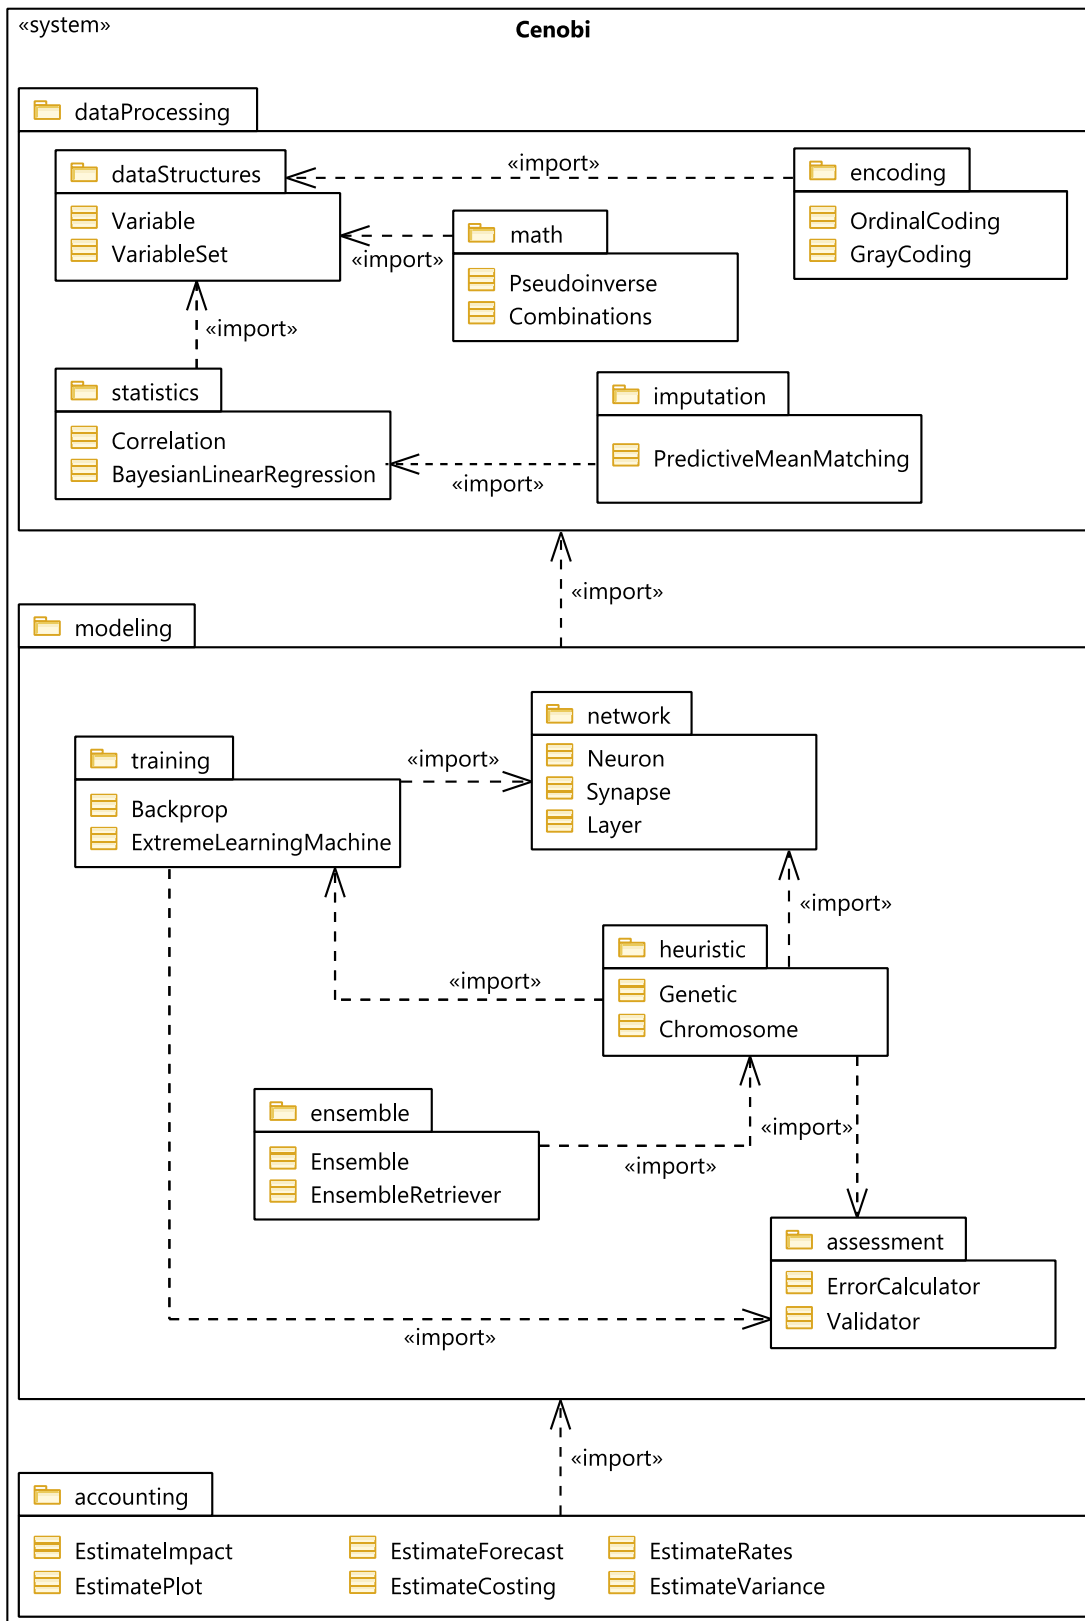 «system»
Cenobi
dataProcessing
dataStructures
Variable
VariableSet
«import»
encoding
OrdinalCoding
GrayCoding
math
Pseudoinverse
Combinations
«import»
«import»
statistics
Correlation
BayesianLinearRegression
imputation
PredictiveMeanMatching
«import»
«import»
modeling
network
Neuron
Synapse
Layer
training
Backprop
ExtremeLearningMachine
«import»
«import»
heuristic
Genetic
Chromosome
«import»
ensemble
Ensemble
EnsembleRetriever
«import»
«import»
assessment
ErrorCalculator
Validator
«import»
«import»
accounting
EstimateImpact
EstimateForecast
EstimateRates
EstimatePlot
EstimateCosting
EstimateVariance